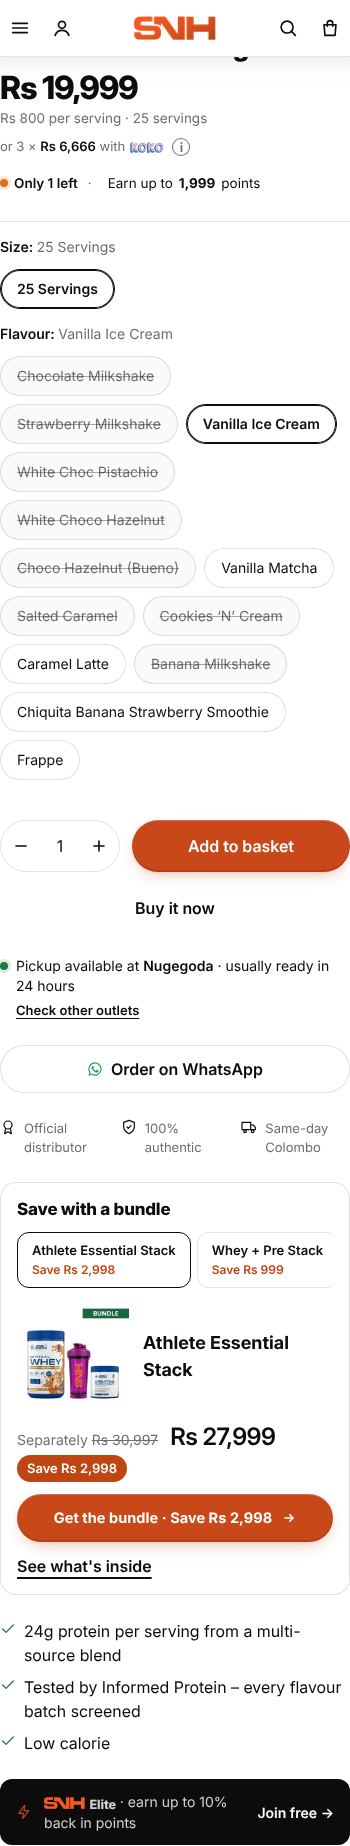 SNH
Rs 19,999
Rs 800 per serving · 25 servings
or 3 × Rs 6,666 with KOKO i
Only 1 left · Earn up to 1,999 points
Size: 25 Servings
25 Servings
Flavour: Vanilla Ice Cream
Chocolate Milkshake
Strawberry Milkshake Vanilla Ice Cream
White Choc Pistachio
White Choco Hazelnut
Choco Hazelnut (Bueno) Vanilla Matcha
Salted Caramel Cookies ‘N’ Cream
Caramel Latte Banana Milkshake
Chiquita Banana Strawberry Smoothie
Frappe
− 1 + Add to basket
Buy it now
Pickup available at Nugegoda · usually ready in
24 hours
Check other outlets
Order on WhatsApp
Official
distributor
100%
authentic
Same-day
Colombo
Save with a bundle
Athlete Essential Stack
Save Rs 2,998
Whey + Pre Stack
Save Rs 999
BUNDLE
WHEY
SNH
Athlete Essential
Stack
Separately Rs 30,997 Rs 27,999
Save Rs 2,998
Get the bundle · Save Rs 2,998 →
See what's inside
24g protein per serving from a multi-
source blend
Tested by Informed Protein – every flavour
batch screened
Low calorie
SNH Elite · earn up to 10%
back in points
Join free →